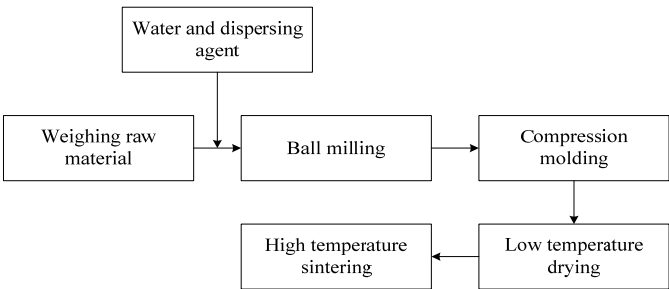 Water and dispersing
agent
Weighing raw
material
Ball milling
Compression
molding
High temperature
sintering
Low temperature
drying